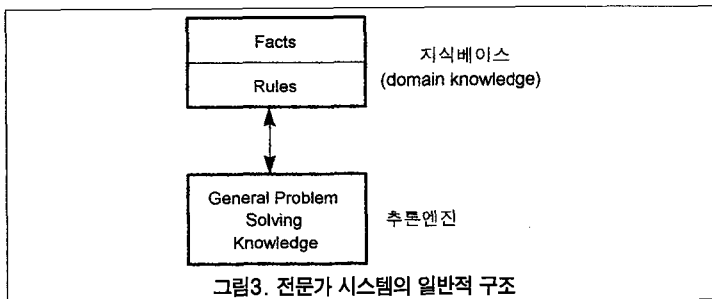 Facts
Rules
지식베이스
(domain knowledge)
General Problem
Solving
Knowledge
추론엔진
그림3. 전문가 시스템의 일반적 구조